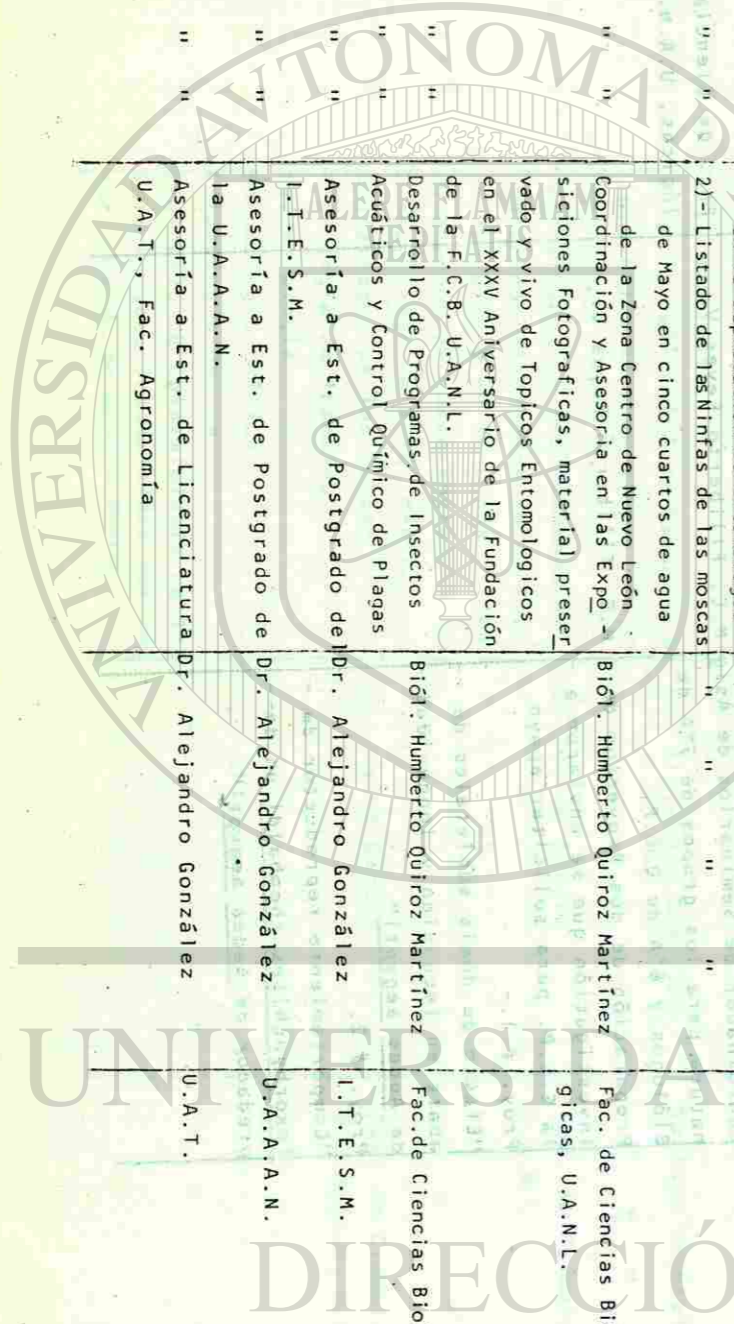 " " 2)- Listado de las Ninfas de las moscas " " " "
de Mayo en cinco cuartos de agua
de la Zona Centro de Nuevo León.
" " Coordinación y Asesoria en las Expo - Biól. Humberto Quiroz Martínez Fac. de Ciencias
siciones Fotograficas, material preser gicas, U.A.N.L.
vado y vivo de Topicos Entomologicos
en el XXXV Aniversario de la Fundación
de la F.C.B. U.A.N.L.
" " Desarrollo de Programas de Insectos Biól. Humberto Quiroz Martínez Fac.de Ciencias
Acuáticos y Control Químico de Plagas
" " Asesoría a Est. de Postgrado del Dr. Alejandro González I.T.E.S.M.
I.T.E.S.M.
" " Asesoría a Est. de Postgrado de Dr. Alejandro González U.A.A.A.N.
la U.A.A.A.N.
" " Asesoría a Est. de Licenciatura Dr. Alejandro González U.A.T.
U.A.T., Fac. Agronomía
ALERE FLAMMAM
VERITATIS
UNIVERSIDAD AUTONOMA D
UNIVERSIDA
DIRECCIÓ